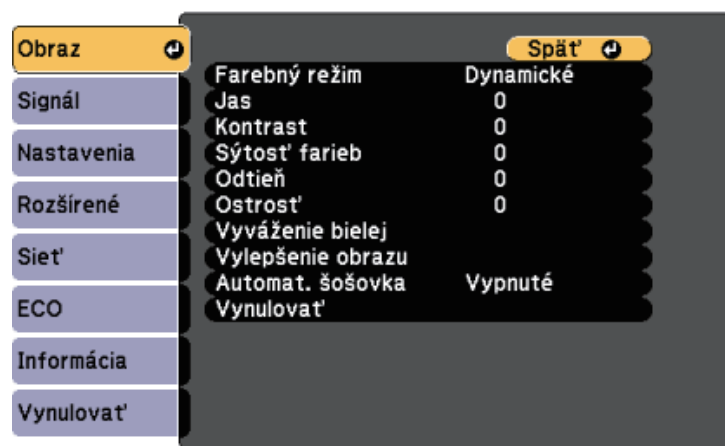 Obraz
Signál
Nastavenia
Rozšírené
Sieť
ECO
Informácia
Vynulovať
Späť
Farebný režim Dynamické
Jas 0
Kontrast 0
Sýtosť farieb 0
Odtieň 0
Ostrosť 0
Vyváženie bielej
Vylepšenie obrazu
Automat. šošovka Vypnuté
Vynulovať